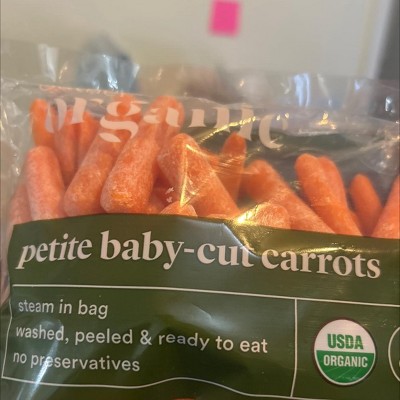 organic
petite baby-cut carrots
steam in bag
washed, peeled & ready to eat
no preservatives
USDA
ORGANIC